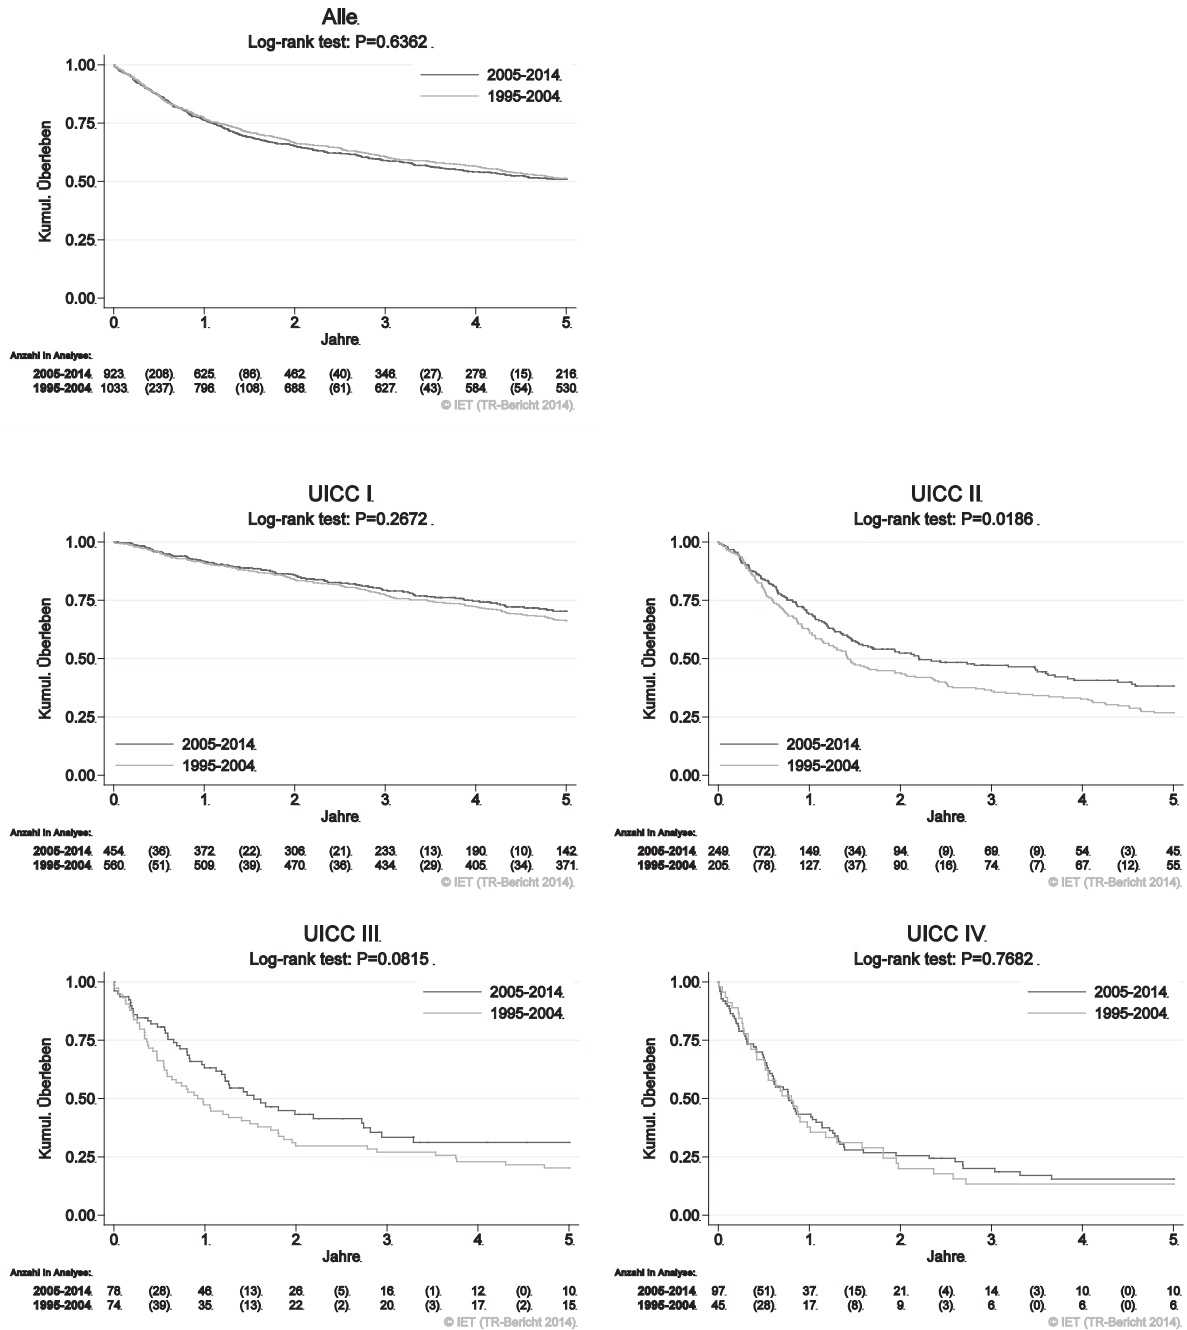 Alle.
Log-rank test: P=0.6362 .
1.00
0.75
0.50
0.25
0.00
Kumul. Überleben
2005-2014.
1995-2004.
0. 1. 2. 3. 4. 5.
Jahre.
Anzahl in Analyse:.
2005-2014. 923. (208). 625. (86). 462. (40). 346. (27). 279. (15). 216.
1995-2004. 1033. (237). 796. (108). 688. (61). 627. (43). 584. (54). 530.
© IET (TR-Bericht 2014).
UICC I.
Log-rank test: P=0.2672 .
1.00
0.75
0.50
0.25
0.00
Kumul. Überleben
2005-2014.
1995-2004.
0. 1. 2. 3. 4. 5.
Jahre.
Anzahl in Analyse:.
2005-2014. 454. (36). 372. (22). 306. (21). 233. (13). 190. (10). 142.
1995-2004. 560. (51). 509. (39). 470. (36). 434. (29). 405. (34). 371.
© IET (TR-Bericht 2014).
UICC II.
Log-rank test: P=0.0186 .
1.00
0.75
0.50
0.25
0.00
Kumul. Überleben
2005-2014.
1995-2004.
0. 1. 2. 3. 4. 5.
Jahre.
Anzahl in Analyse:.
2005-2014. 249. (72). 149. (34). 94. (9). 69. (9). 54. (3). 45.
1995-2004. 205. (78). 127. (37). 90. (16). 74. (7). 67. (12). 55.
© IET (TR-Bericht 2014).
UICC III.
Log-rank test: P=0.0815 .
1.00
0.75
0.50
0.25
0.00
Kumul. Überleben
2005-2014.
1995-2004.
0. 1. 2. 3. 4. 5.
Jahre.
Anzahl in Analyse:.
2005-2014. 78. (28). 46. (13). 26. (5). 16. (1). 12. (0). 10.
1995-2004. 74. (39). 35. (13). 22. (2). 20. (3). 17. (2). 15.
© IET (TR-Bericht 2014).
UICC IV.
Log-rank test: P=0.7682 .
1.00
0.75
0.50
0.25
0.00
Kumul. Überleben
2005-2014.
1995-2004.
0. 1. 2. 3. 4. 5.
Jahre.
Anzahl in Analyse:.
2005-2014. 97. (51). 37. (15). 21. (4). 14. (3). 10. (0). 10.
1995-2004. 45. (28). 17. (8). 9. (3). 6. (0). 6. (0). 6.
© IET (TR-Bericht 2014).